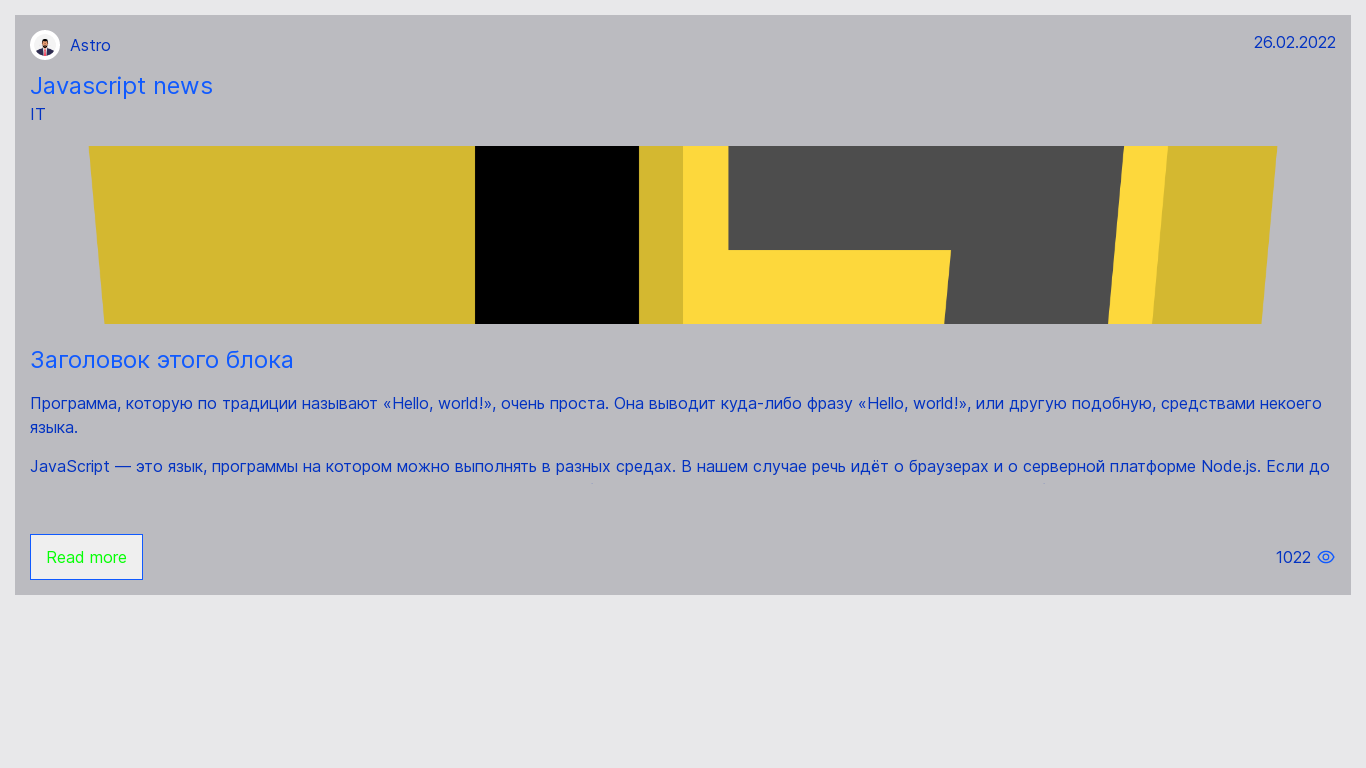 Astro
26.02.2022
Javascript news
IT
Заголовок этого блока
Программа, которую по традиции называют «Hello, world!», очень проста. Она выводит куда-либо фразу «Hello, world!», или другую подобную, средствами некоего
языка.
JavaScript — это язык, программы на котором можно выполнять в разных средах. В нашем случае речь идёт о браузерах и о серверной платформе Node.js. Если до
Read more
1022